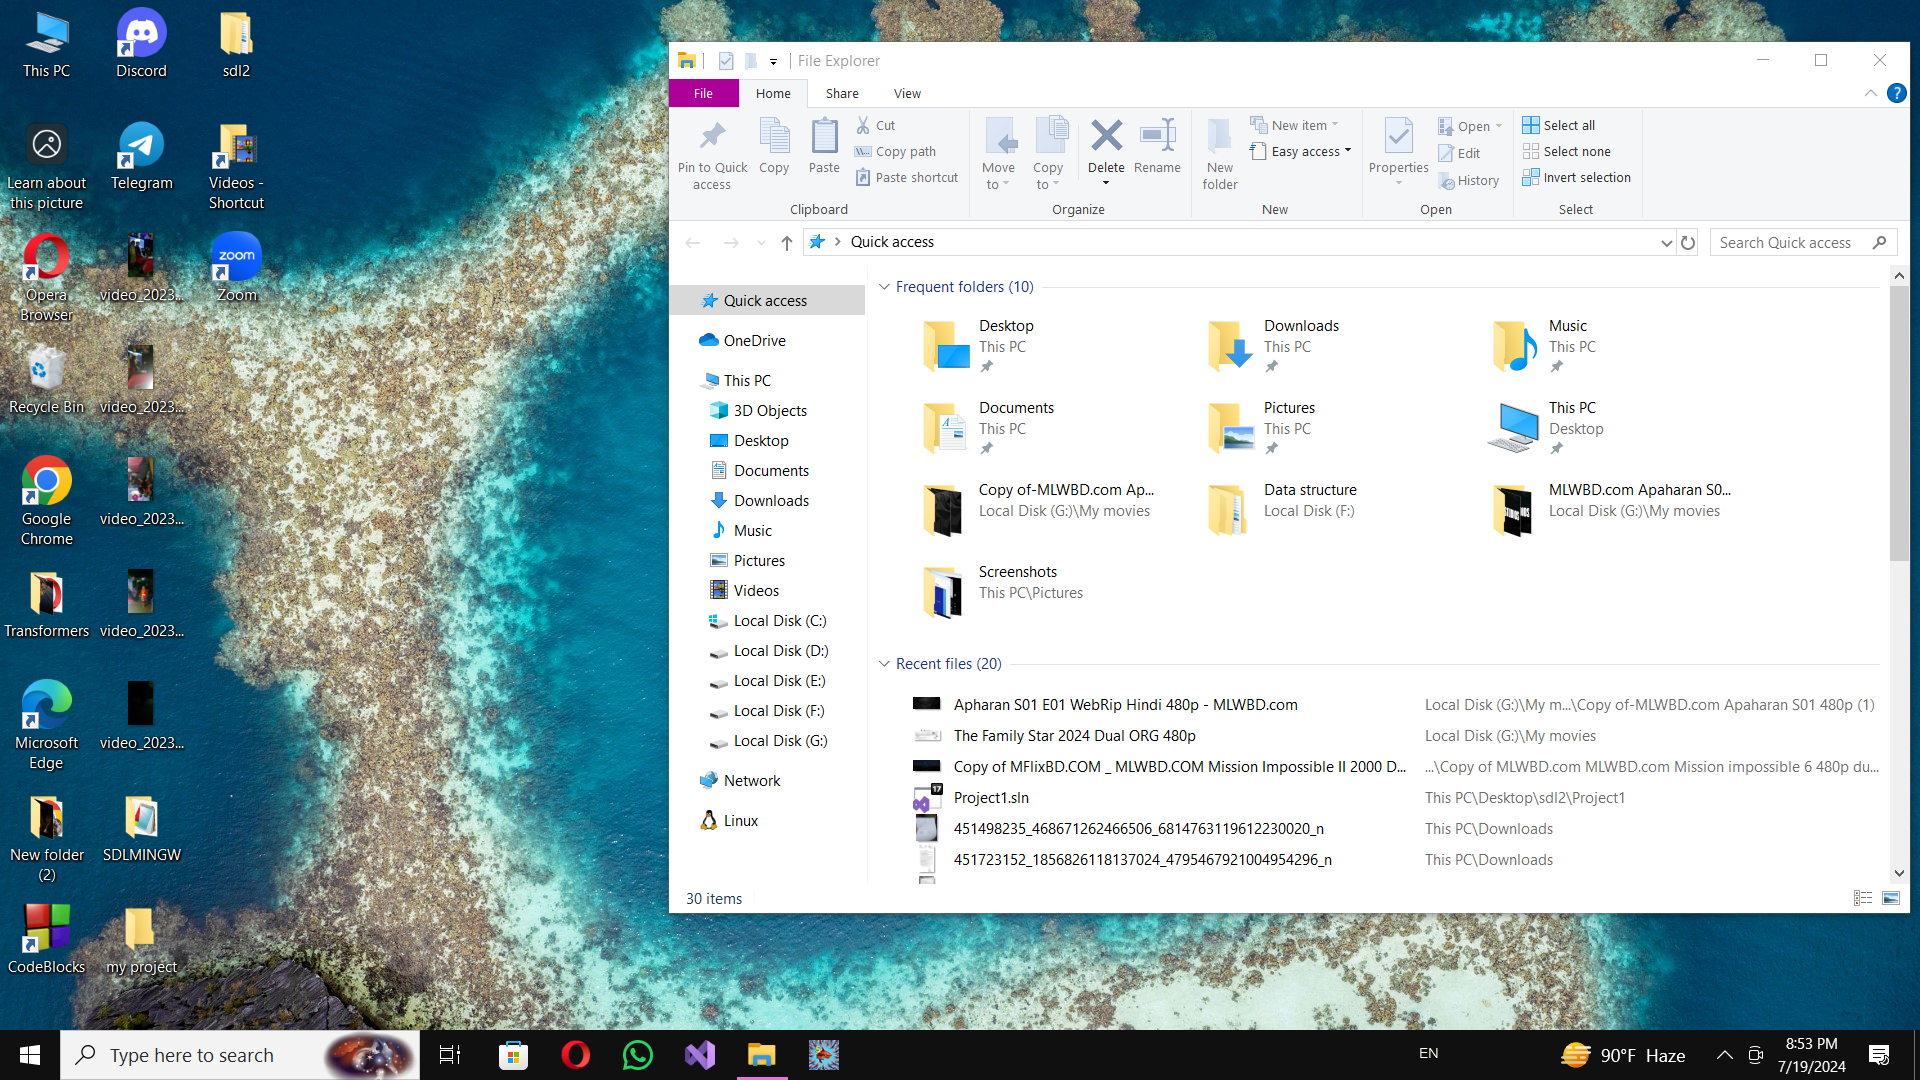 This PC
Discord
sdl2
Learn about
this picture
Telegram
Videos -
Shortcut
Opera
Browser
video_2023...
zoom
Zoom
Recycle Bin
video_2023...
Google
Chrome
video_2023...
Transformers
video_2023...
Microsoft
Edge
video_2023...
New folder
(2)
SDLMINGW
CodeBlocks
my project
File Explorer
File
Home
Share
View
Pin to Quick
access
Copy
Paste
Cut
Copy path
Paste shortcut
Clipboard
Move
to
Copy
to
Delete
Rename
Organize
New
folder
New item
Easy access
New
Properties
Open
Edit
History
Open
Select all
Select none
Invert selection
Select
Quick access
Search Quick access
Quick access
OneDrive
This PC
3D Objects
Desktop
Documents
Downloads
Music
Pictures
Videos
Local Disk (C:)
Local Disk (D:)
Local Disk (E:)
Local Disk (F:)
Local Disk (G:)
Network
Linux
Frequent folders (10)
Desktop
This PC
Downloads
This PC
Music
This PC
Documents
This PC
Pictures
This PC
This PC
Desktop
Copy of-MLWBD.com Ap...
Local Disk (G:)\My movies
Data structure
Local Disk (F:)
MLWBD.com Apaharan S0...
Local Disk (G:)\My movies
Screenshots
This PC\Pictures
Recent files (20)
Apharan S01 E01 WebRip Hindi 480p - MLWBD.com Local Disk (G:)\My m...\Copy of-MLWBD.com Apaharan S01 480p (1)
The Family Star 2024 Dual ORG 480p Local Disk (G:)\My movies
Copy of MFlixBD.COM _ MLWBD.COM Mission Impossible II 2000 D... ...\Copy of MLWBD.com MLWBD.com Mission impossible 6 480p du...
17
Project1.sln This PC\Desktop\sdl2\Project1
451498235_468671262466506_6814763119612230020_n This PC\Downloads
451723152_1856826118137024_4795467921004954296_n This PC\Downloads
30 items
Type here to search
EN
90°F Haze
8:53 PM
7/19/2024